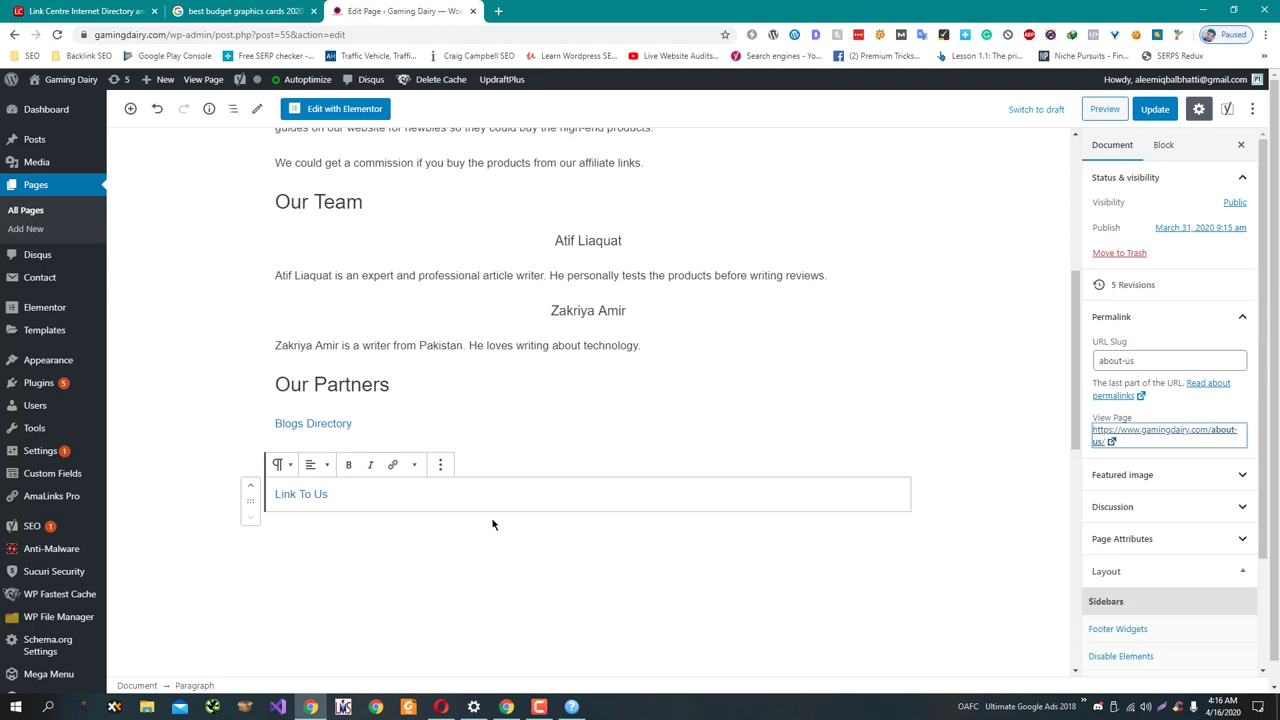 Link Centre Internet Directory an
best budget graphics cards 2020
Edit Page ‹ Gaming Dairy — Wo
gamingdairy.com/wp-admin/post.php?post=55&action=edit
Paused
SEO
Backlink SEO
Google Play Console
Free SERP checker -...
Traffic Vehicle, Traff...
Craig Campbell SEO
Learn Wordpress SE...
Live Website Audits...
Search engines - Yo...
(2) Premium Tricks...
Lesson 1.1: The pri...
Niche Pursuits - Fin...
SERPS Redux
Gaming Dairy
5
New
View Page
Autoptimize
Disqus
Delete Cache
UpdraftPlus
Howdy, aleemiqbalbhatti@gmail.com
Dashboard
Posts
Media
Pages
All Pages
Add New
Disqus
Contact
Elementor
Templates
Appearance
Plugins 5
Users
Tools
Settings 1
Custom Fields
AmaLinks Pro
SEO 1
Anti-Malware
Sucuri Security
WP Fastest Cache
WP File Manager
Schema.org
Settings
Mega Menu
Edit with Elementor
Switch to draft
Preview
Update
guides on our website for newbies so they could buy the high-end products.
We could get a commission if you buy the products from our affiliate links.
Our Team
Atif Liaquat
Atif Liaquat is an expert and professional article writer. He personally tests the products before writing reviews.
Zakriya Amir
Zakriya Amir is a writer from Pakistan. He loves writing about technology.
Our Partners
Blogs Directory
B I
Link To Us
Document → Paragraph
Document
Block
Status & visibility
Visibility
Public
Publish
March 31, 2020 9:15 am
Move to Trash
5 Revisions
Permalink
URL Slug
about-us
The last part of the URL. Read about
permalinks
View Page
https://www.gamingdairy.com/about-
us/
Featured image
Discussion
Page Attributes
Layout
Sidebars
Footer Widgets
Disable Elements
OAFC
Ultimate Google Ads 2018
4:16 AM
4/16/2020